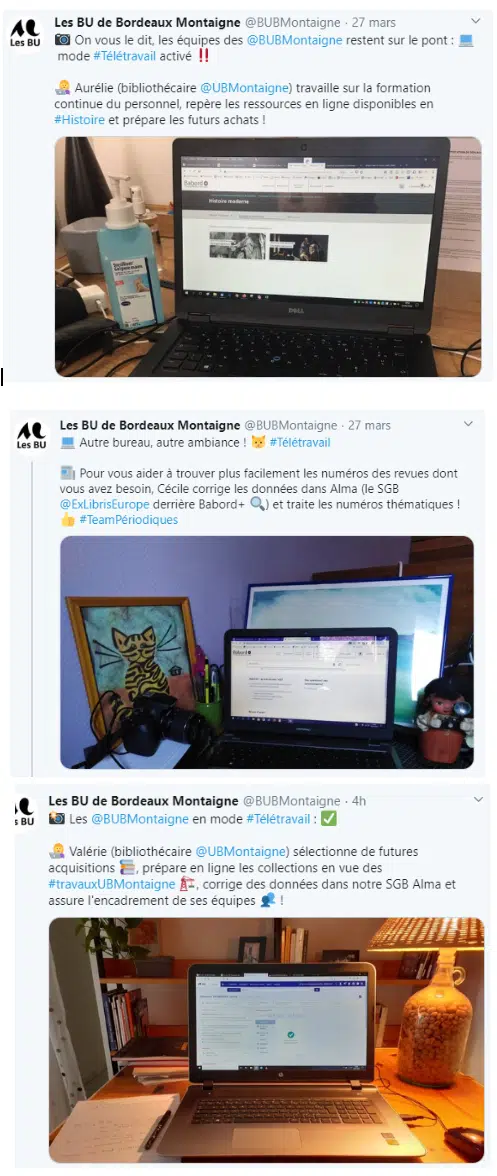 Les BU de Bordeaux Montaigne @BUBMontaigne · 27 mars
Les BU
📷 On vous le dit, les équipes des @BUBMontaigne restent sur le pont : 💻
mode #Télétravail activé ‼️
👩‍💻 Aurélie (bibliothécaire @UBMontaigne) travaille sur la formation
continue du personnel, repère les ressources en ligne disponibles en
#Histoire et prépare les futurs achats !
Babord
Histoire moderne
DELL
Les BU de Bordeaux Montaigne @BUBMontaigne · 27 mars
Les BU
💻 Autre bureau, autre ambiance ! 😼 #Télétravail
📰 Pour vous aider à trouver plus facilement les numéros des revues dont
vous avez besoin, Cécile corrige les données dans Alma (le SGB
@ExLibrisEurope derrière Babord+ 🔍) et traite les numéros thématiques !
👍 #TeamPériodiques
Babord
Les BU de Bordeaux Montaigne @BUBMontaigne · 4h
s BU
📸 Les @BUBMontaigne en mode #Télétravail : ✅
👩‍💻 Valérie (bibliothécaire @UBMontaigne) sélectionne de futures
acquisitions 📚, prépare en ligne les collections en vue des
#travauxUBMontaigne 🏗️, corrige des données dans notre SGB Alma et
assure l'encadrement de ses équipes 👥 !